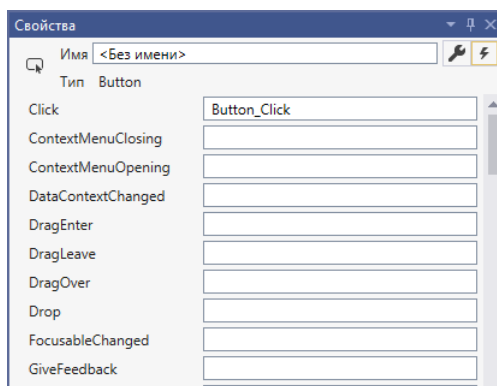 Свойства
Имя <Без имени>
Тип Button
Click Button_Click
ContextMenuClosing
ContextMenuOpening
DataContextChanged
DragEnter
DragLeave
DragOver
Drop
FocusableChanged
GiveFeedback